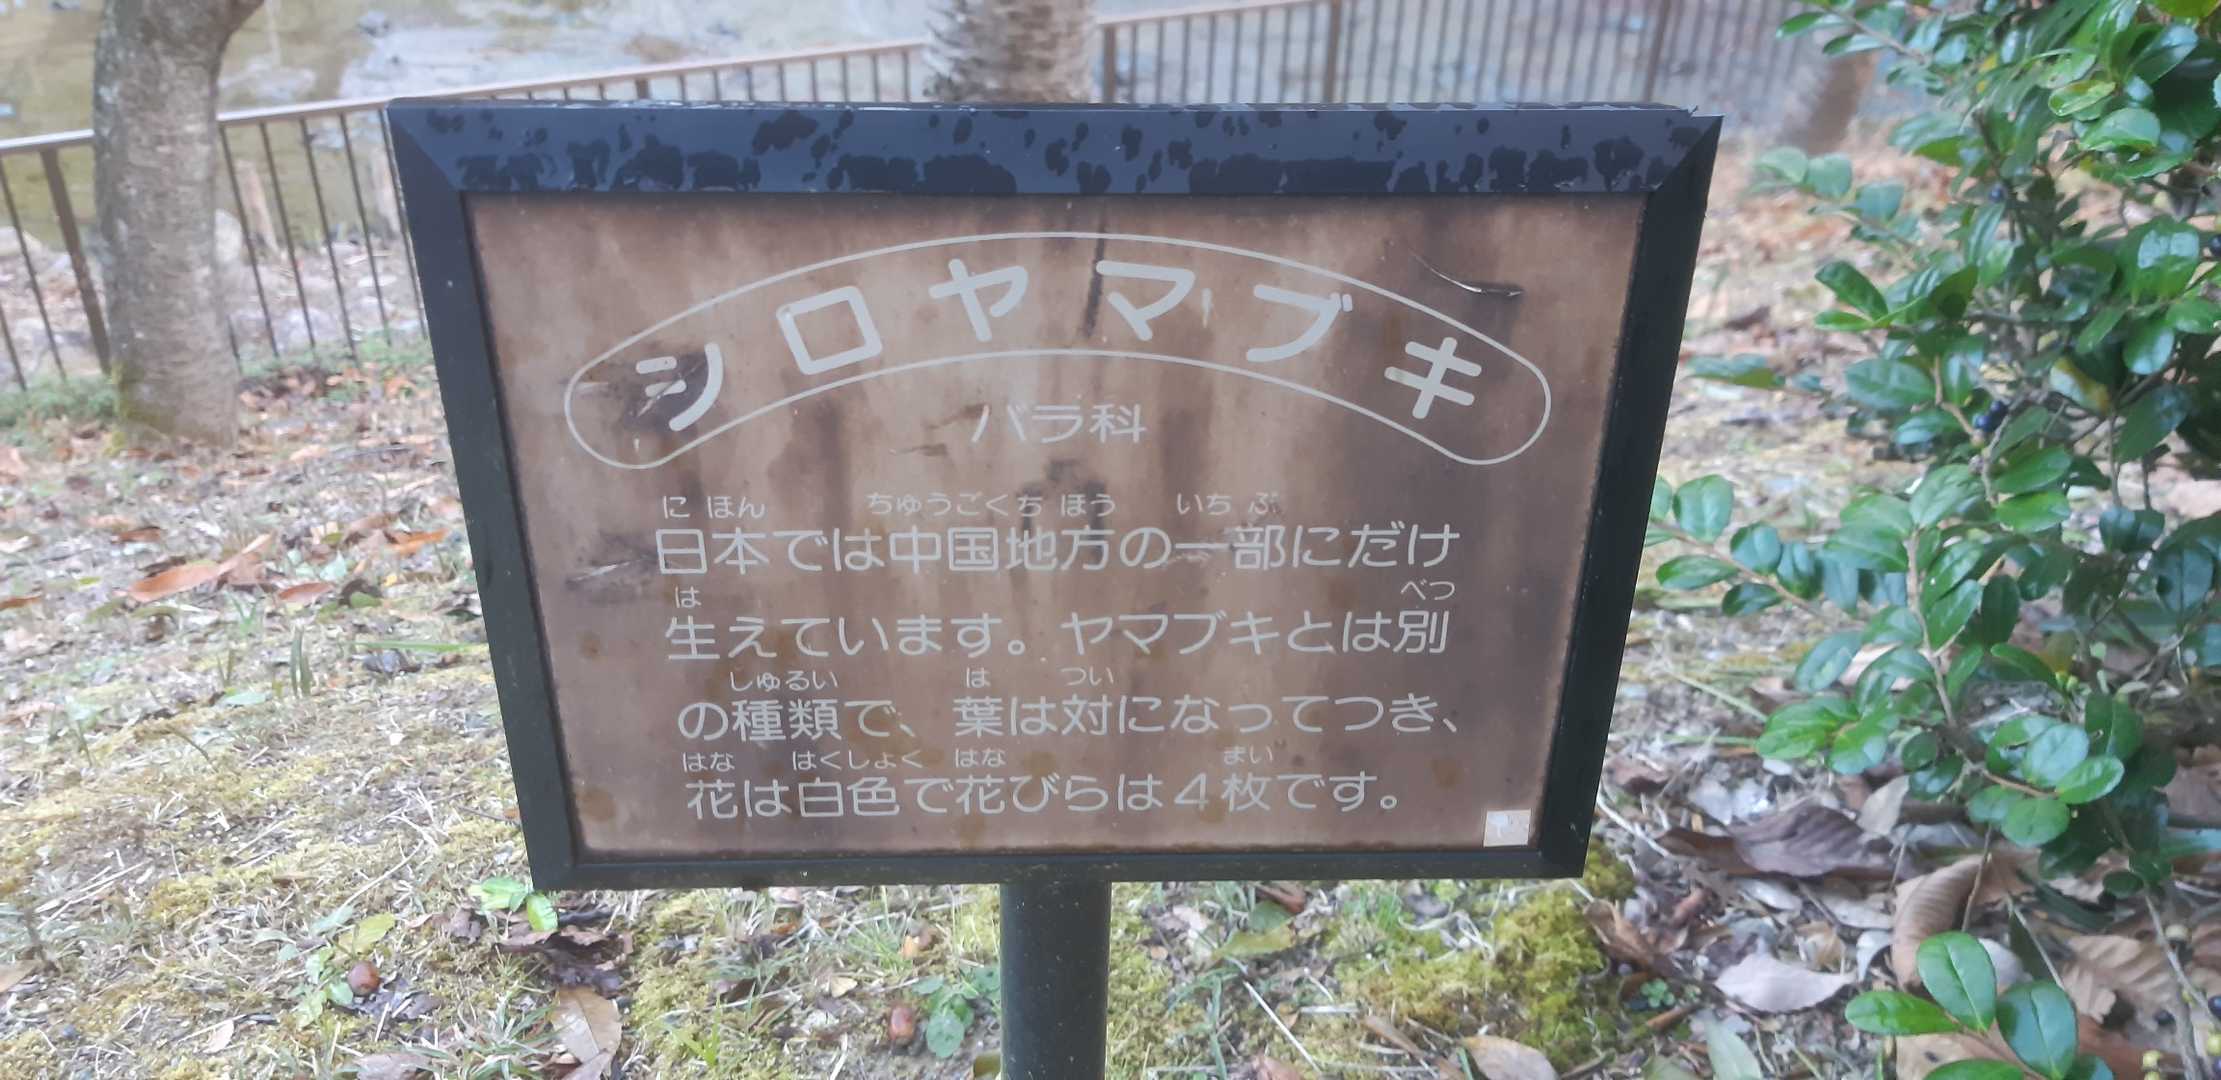 シロヤマブキ
バラ科
に ほん ちゅうごくち ほう いち ぶ
日本では中国地方の一部にだけ
は べつ
生えています。ヤマブキとは別
しゅるい は つい
の種類で、葉は対になってつき、
はな はくしょく はな まい
花は白色で花びらは4枚です。